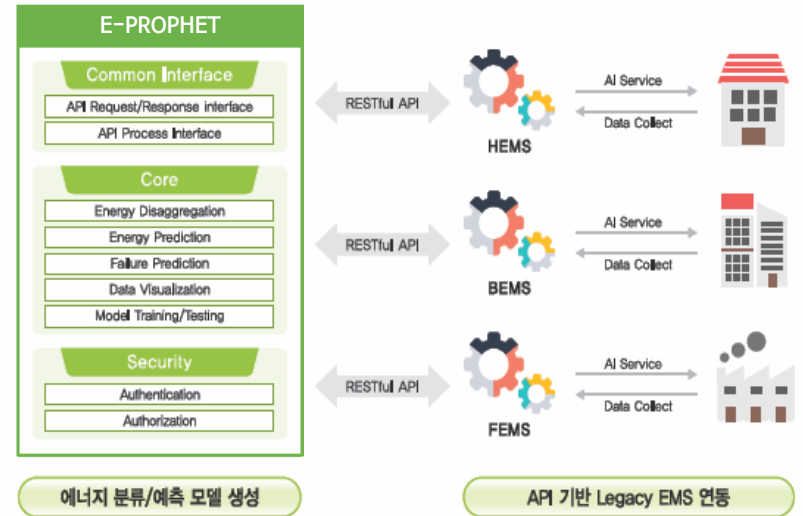 E-PROPHET
Common Interface
API Request/Response interface
API Process Interface
Core
Energy Disaggregation
Energy Prediction
Failure Prediction
Data Visualization
Model Training/Testing
Security
Authentication
Authorization
에너지 분류/예측 모델 생성
RESTful API
HEMS
AI Service
Data Collect
RESTful API
BEMS
AI Service
Data Collect
RESTful API
FEMS
AI Service
Data Collect
API 기반 Legacy EMS 연동